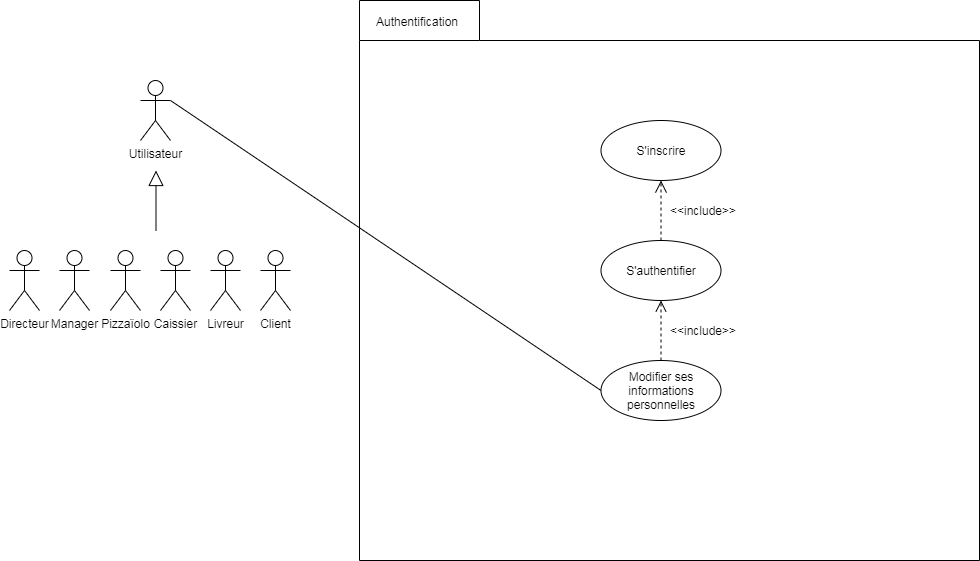 Authentification
Utilisateur
S'inscrire
<<include>>
S'authentifier
Directeur Manager Pizzaïolo Caissier Livreur Client
<<include>>
Modifier ses
informations
personnelles